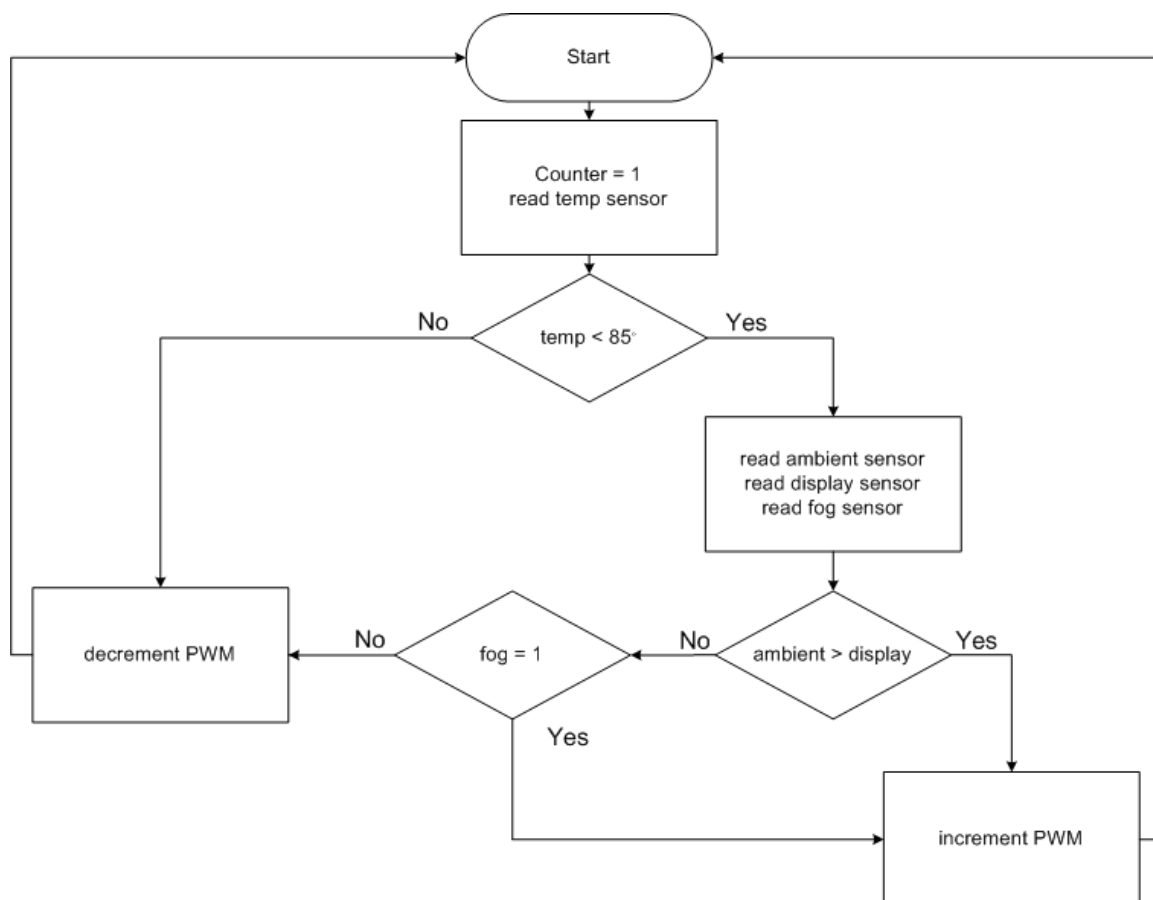 Start
Counter = 1
read temp sensor
No
Yes
temp < 85°
read ambient sensor
read display sensor
read fog sensor
decrement PWM
No
fog = 1
No
ambient > display
Yes
Yes
increment PWM